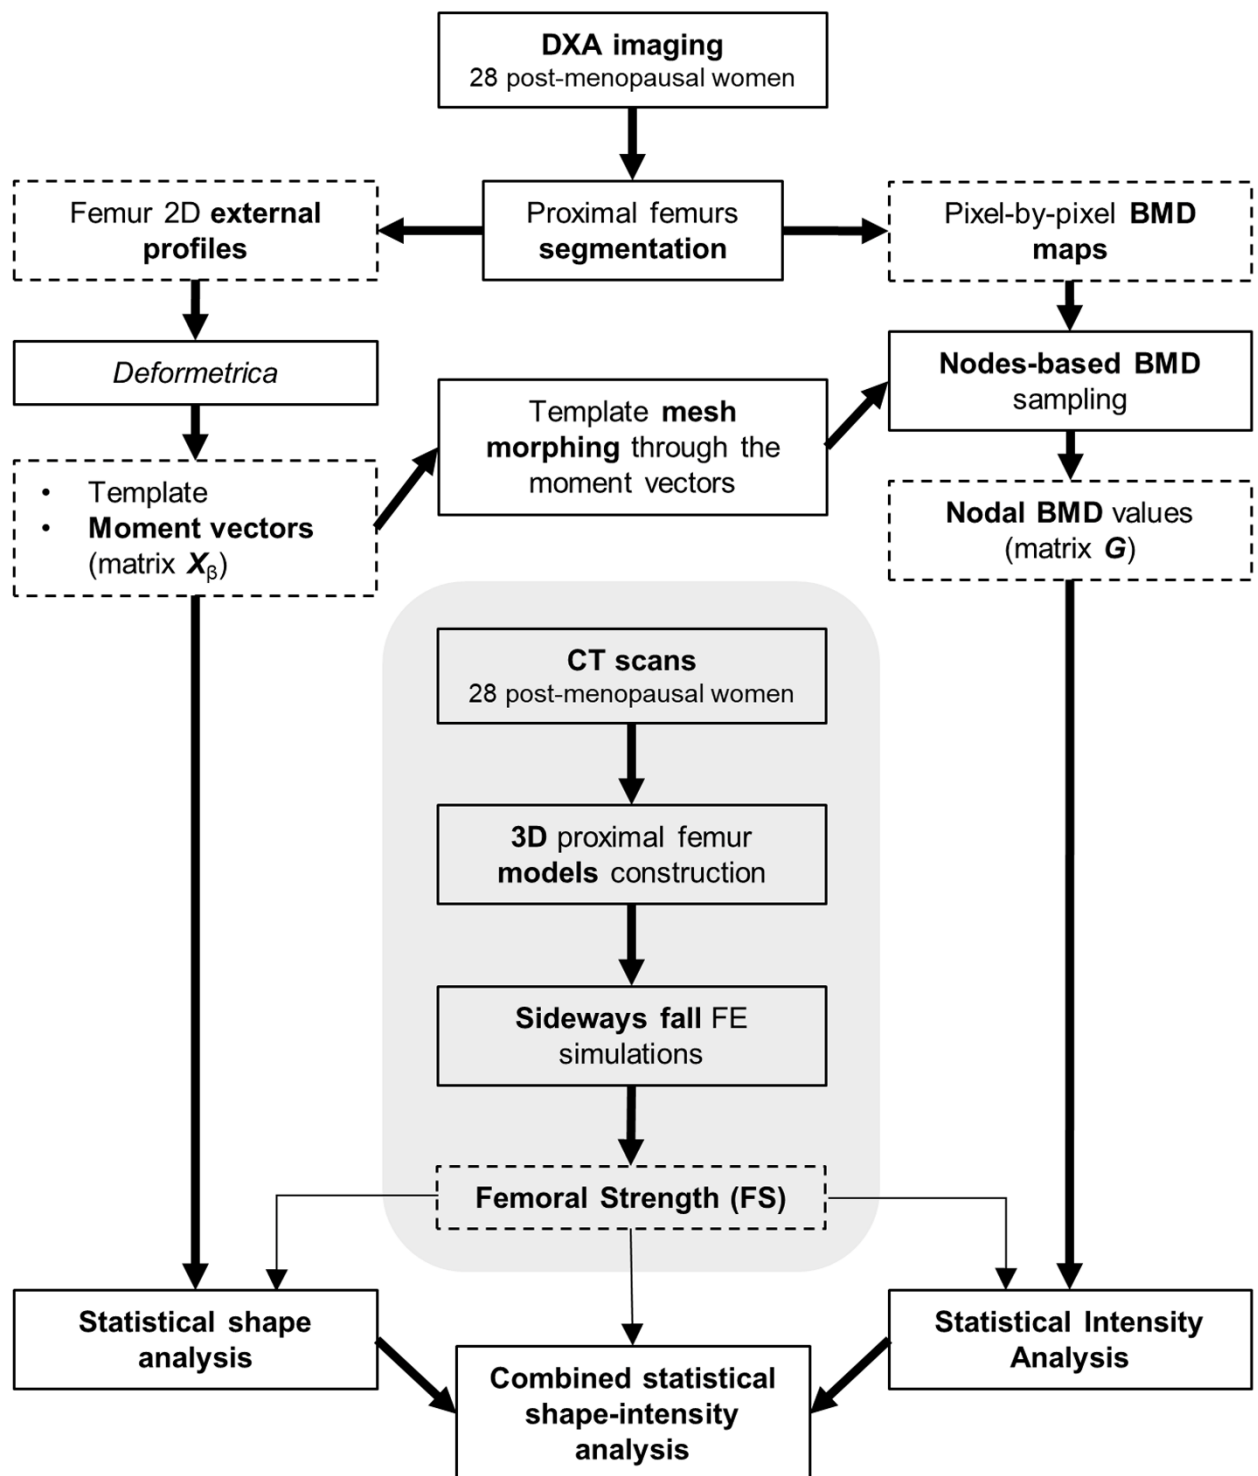 DXA imaging
28 post-menopausal women
Femur 2D external
profiles
Proximal femurs
segmentation
Pixel-by-pixel BMD
maps
Deformetrica
Nodes-based BMD
sampling
Template mesh
morphing through the
moment vectors
• Template
• Moment vectors
(matrix Xβ)
Nodal BMD values
(matrix G)
CT scans
28 post-menopausal women
3D proximal femur
models construction
Sideways fall FE
simulations
Femoral Strength (FS)
Statistical shape
analysis
Statistical Intensity
Analysis
Combined statistical
shape-intensity
analysis